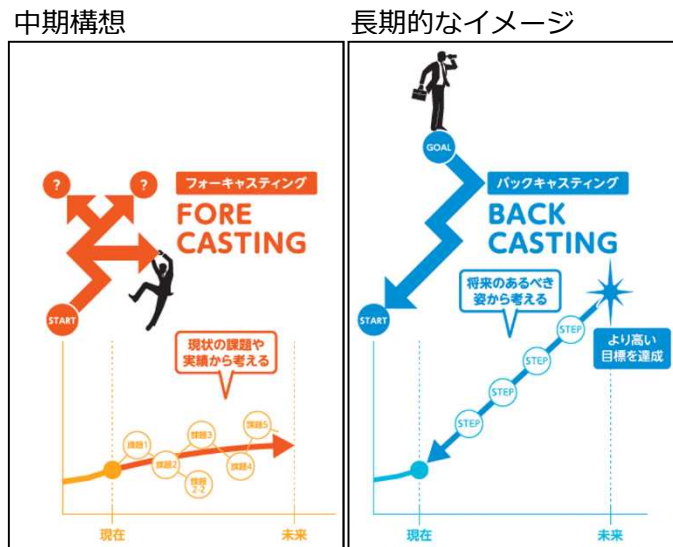 中期構想
長期的なイメージ
?
?
フォーキャスティング
FORE
CASTING
START
現状の課題や
実績から考える
課題1
課題2
課題
2-2
課題3
課題4
課題5
現在
未来
GOAL
バックキャスティング
BACK
CASTING
START
将来のあるべき
姿から考える
STEP
STEP
STEP
STEP
より高い
目標を達成
現在
未来